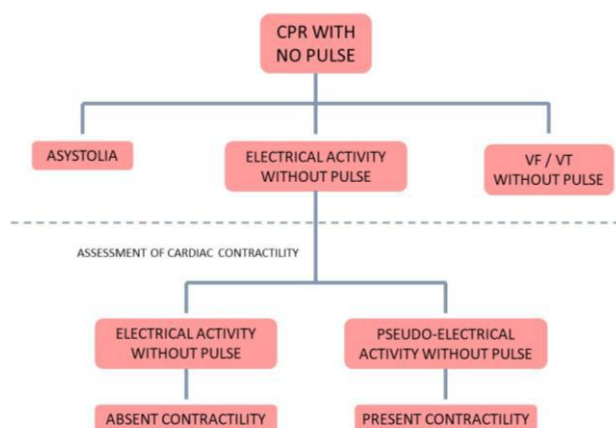 CPR WITH
NO PULSE
ASYSTOLIA
ELECTRICAL ACTIVITY
WITHOUT PULSE
VF / VT
WITHOUT PULSE
ASSESSMENT OF CARDIAC CONTRACTILITY
ELECTRICAL ACTIVITY
WITHOUT PULSE
PSEUDO-ELECTRICAL
ACTIVITY WITHOUT PULSE
ABSENT CONTRACTILITY
PRESENT CONTRACTILITY